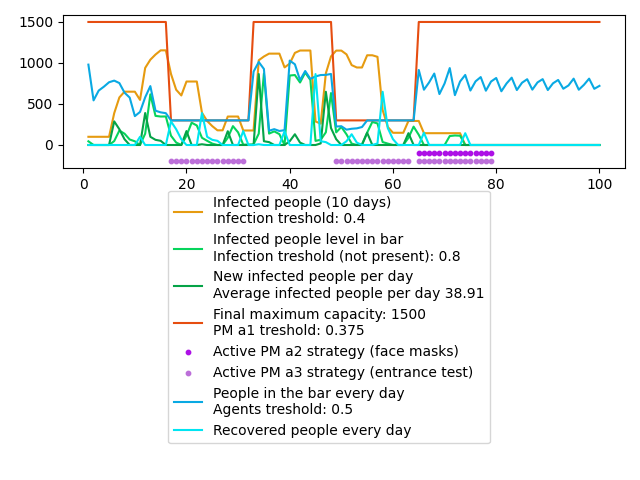 1500
1000
500
0
0 20 40 60 80 100
Infected people (10 days)
Infection treshold: 0.4
Infected people level in bar
Infection treshold (not present): 0.8
New infected people per day
Average infected people per day 38.91
Final maximum capacity: 1500
PM a1 treshold: 0.375
Active PM a2 strategy (face masks)
Active PM a3 strategy (entrance test)
People in the bar every day
Agents treshold: 0.5
Recovered people every day